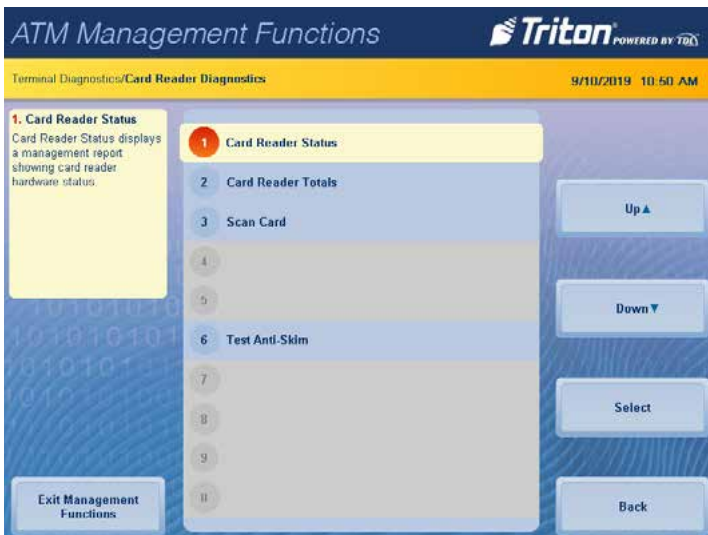 ATM Management Functions
Triton POWERED BY TDL
Terminal Diagnostics/Card Reader Diagnostics
9/10/2019 10:50 AM
1. Card Reader Status
Card Reader Status displays
a management report
showing card reader
hardware status.
1 Card Reader Status
2 Card Reader Totals
3 Scan Card
4
5
6 Test Anti-Skim
7
8
9
Up▲
Down▼
Select
Back
Exit Management
Functions